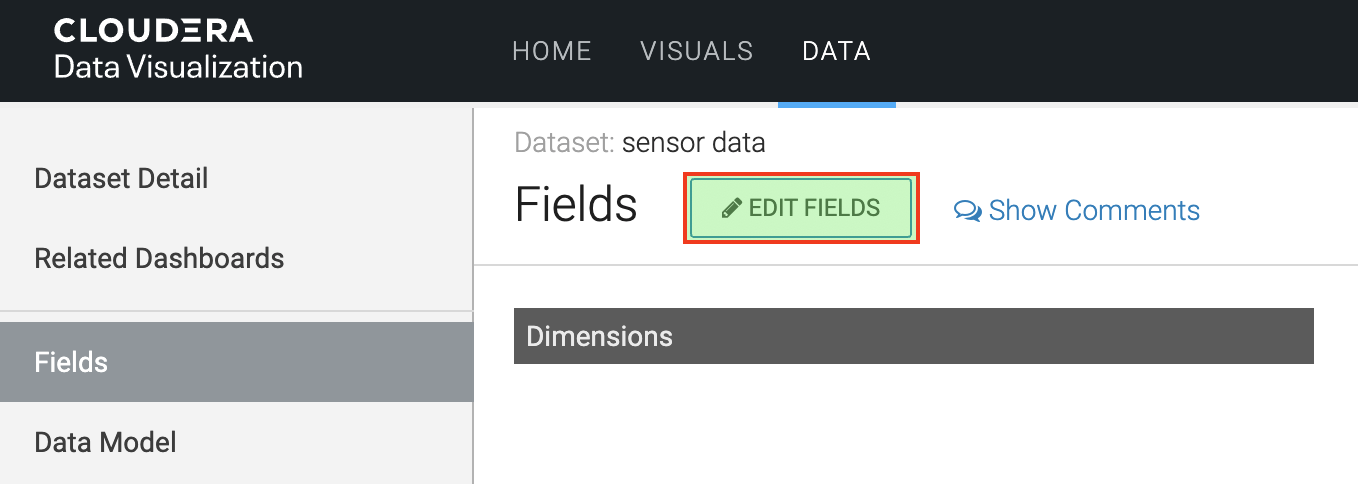 CLOUDERA
Data Visualization
HOME VISUALS DATA
Dataset Detail
Related Dashboards
Fields
Data Model
Dataset: sensor data
Fields EDIT FIELDS Show Comments
Dimensions